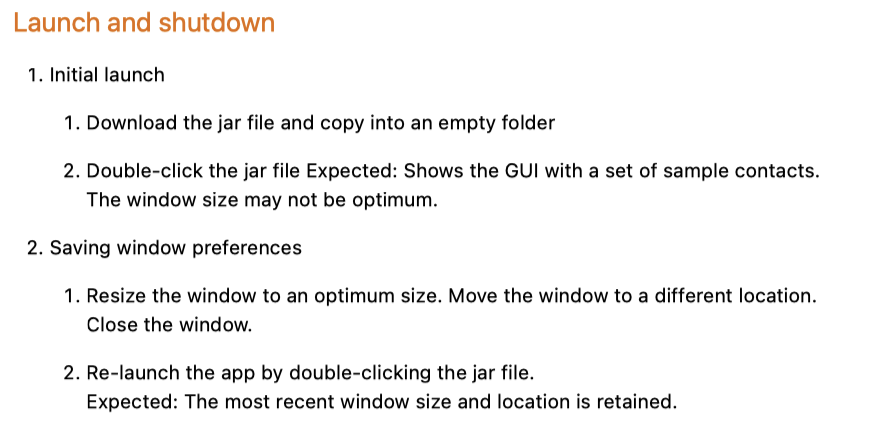 Launch and shutdown
1. Initial launch
1. Download the jar file and copy into an empty folder
2. Double-click the jar file Expected: Shows the GUI with a set of sample contacts.
The window size may not be optimum.
2. Saving window preferences
1. Resize the window to an optimum size. Move the window to a different location.
Close the window.
2. Re-launch the app by double-clicking the jar file.
Expected: The most recent window size and location is retained.